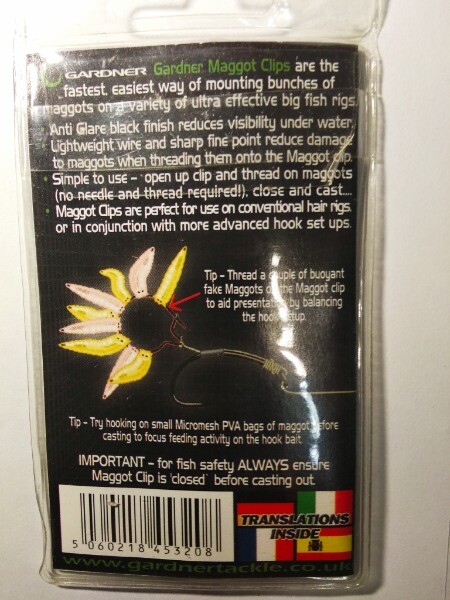 GARDNER Gardner Maggot Clips are the
fastest, easiest way of mounting bunches of
maggots on a variety of ultra effective big fish rigs.
Anti Glare black finish reduces visibility under water.
Lightweight wire and sharp fine point reduce damage
to maggots when threading them onto the Maggot clip.
• Simple to use – open up clip and thread on maggots
(no needle and thread required!), close and cast....
• Maggot Clips are perfect for use on conventional hair rigs,
or in conjunction with more advanced hook set ups.
Tip - Thread a couple of buoyant
fake Maggots on the Maggot clip
to aid presentation by balancing
the hook setup.
Tip - Try hooking on small Micromesh PVA bags of maggot before
casting to focus feeding activity on the hook bait.
IMPORTANT – for fish safety ALWAYS ensure
Maggot Clip is 'closed' before casting out.
5 060218 453208
TRANSLATIONS
INSIDE
www.gardnertackle.co.uk